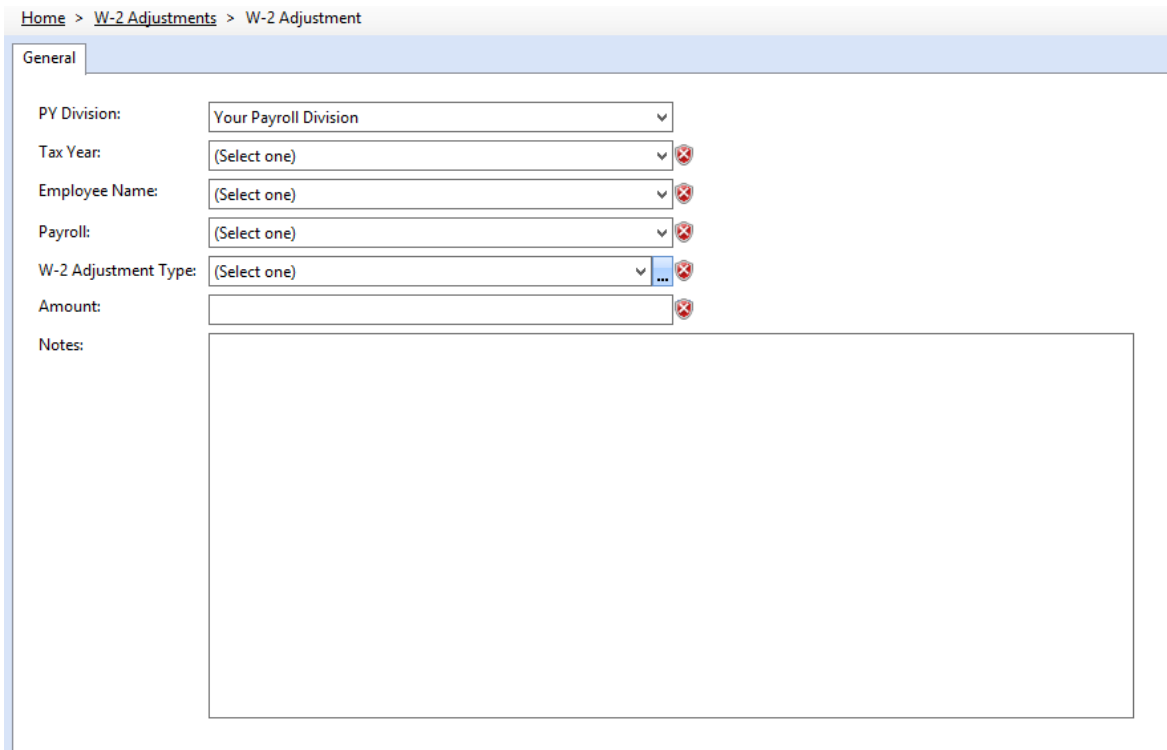 Home > W-2 Adjustments > W-2 Adjustment
General
PY Division: Your Payroll Division
Tax Year: (Select one)
Employee Name: (Select one)
Payroll: (Select one)
W-2 Adjustment Type: (Select one) ...
Amount:
Notes: